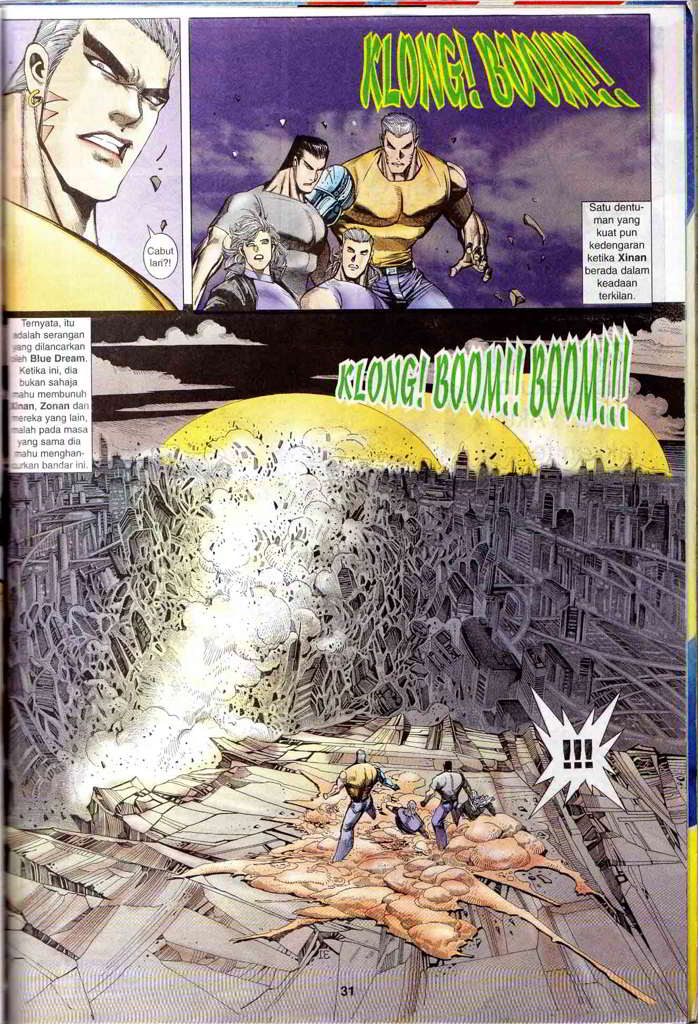 KLONG! BOOM!!
Cabut
lari?!
Satu dentu-
man yang
kuat pun
kedengaran
ketika Xinan
berada dalam
keadaan
terkilan.
Ternyata, itu
adalah serangan
yang dilancarkan
oleh Blue Dream.
Ketika ini, dia
bukan sahaja
mahu membunuh
Xinan, Zonan dan
mereka yang lain,
malah pada masa
yang sama dia
mahu menghan-
curkan bandar ini.
KLONG! BOOM!! BOOM!!!
!!!
31